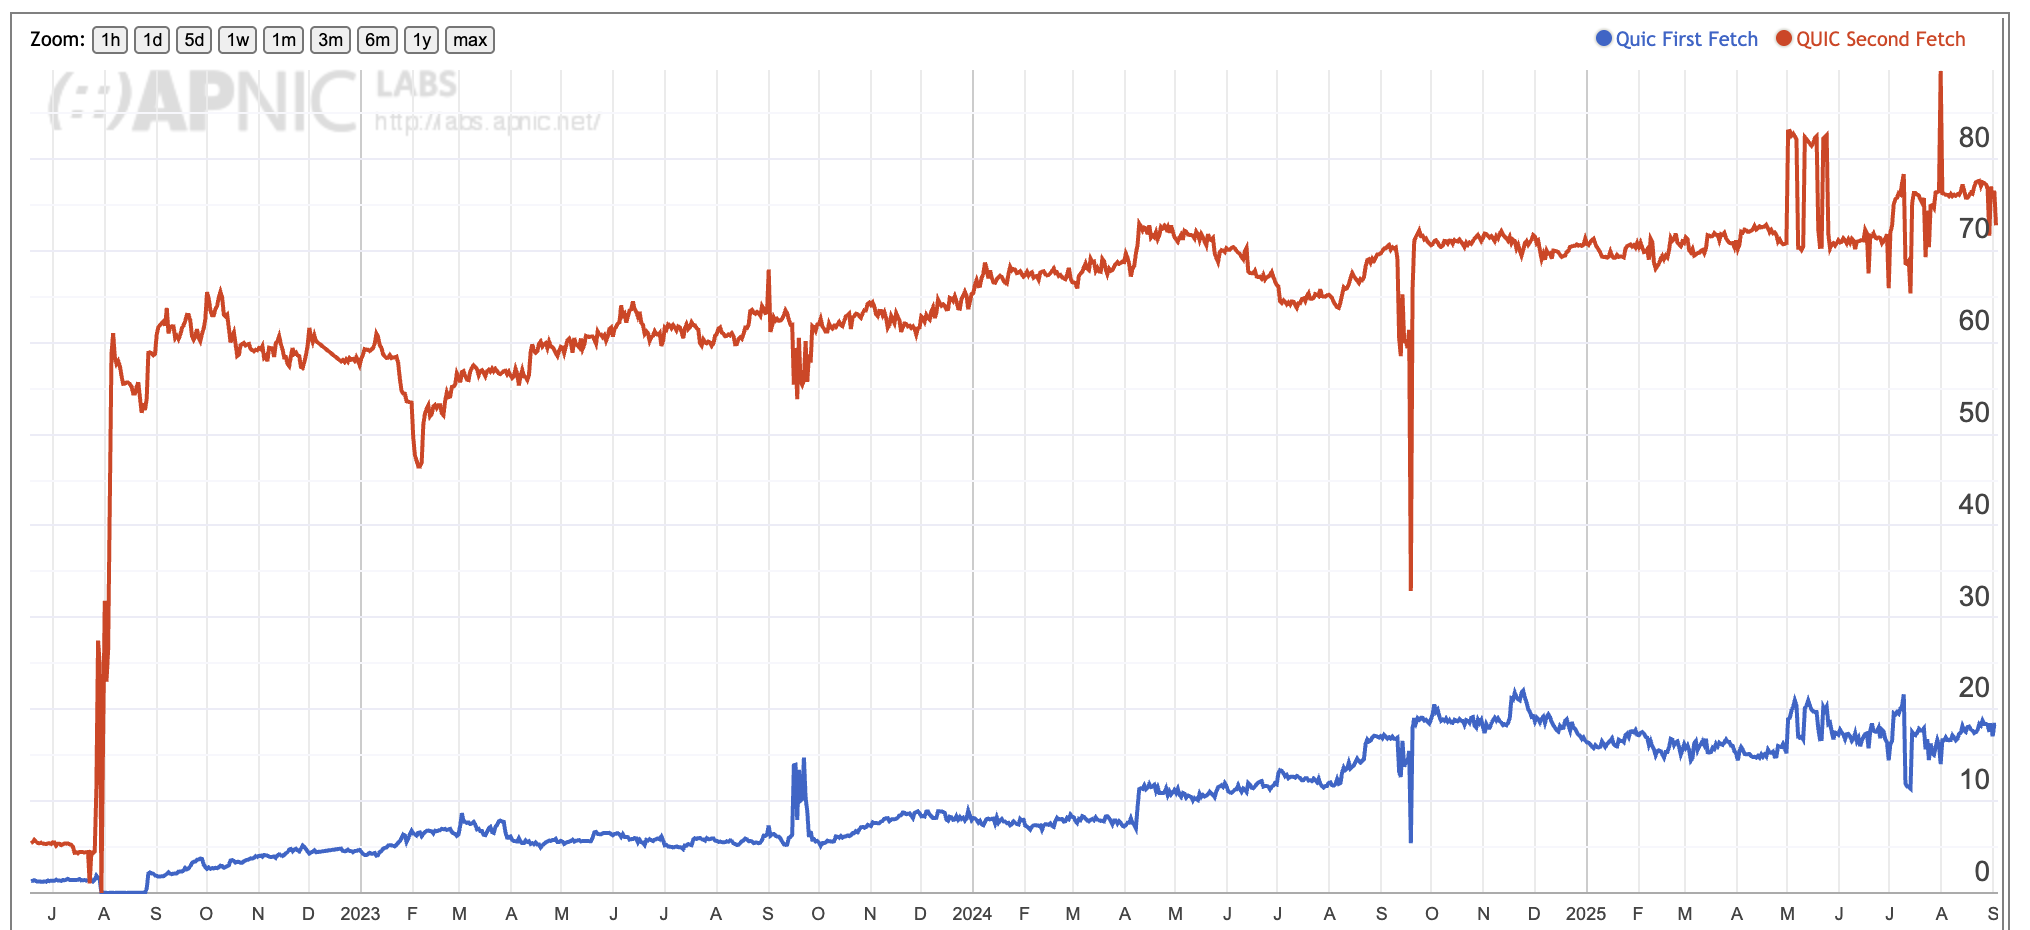 Zoom: 1h 1d 5d 1w 1m 3m 6m 1y max
Quic First Fetch QUIC Second Fetch
(::)APNIC LABS
http://labs.apnic.net/
80
70
60
50
40
30
20
10
0
J A S O N D 2023 F M A M J J A S O N D 2024 F M A M J J A S O N D 2025 F M A M J J A S